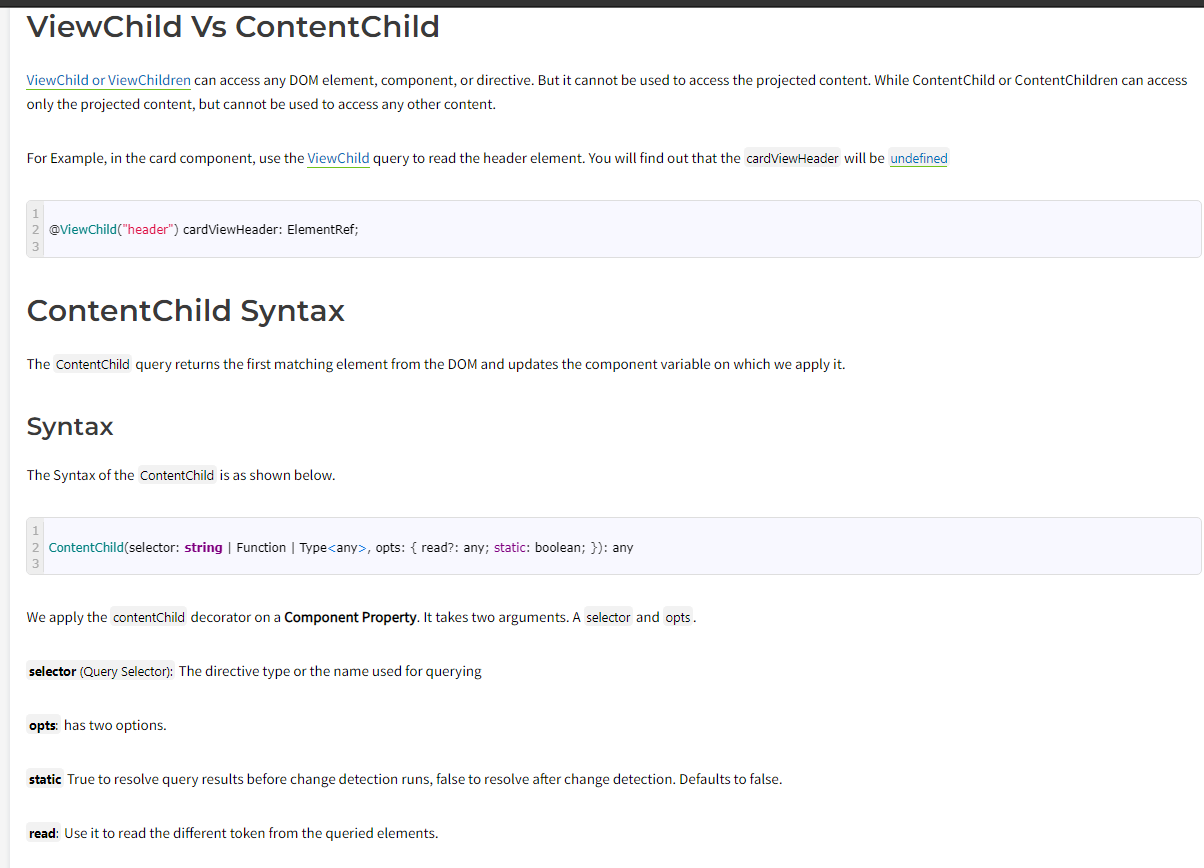 ViewChild Vs ContentChild
ViewChild or ViewChildren can access any DOM element, component, or directive. But it cannot be used to access the projected content. While ContentChild or ContentChildren can access
only the projected content, but cannot be used to access any other content.
For Example, in the card component, use the ViewChild query to read the header element. You will find out that the cardViewHeader will be undefined
1
2 @ViewChild("header") cardViewHeader: ElementRef;
3
ContentChild Syntax
The ContentChild query returns the first matching element from the DOM and updates the component variable on which we apply it.
Syntax
The Syntax of the ContentChild is as shown below.
1
2 ContentChild(selector: string | Function | Type<any>, opts: { read?: any; static: boolean; }): any
3
We apply the contentChild decorator on a Component Property. It takes two arguments. A selector and opts.
selector (Query Selector): The directive type or the name used for querying
opts: has two options.
static True to resolve query results before change detection runs, false to resolve after change detection. Defaults to false.
read: Use it to read the different token from the queried elements.